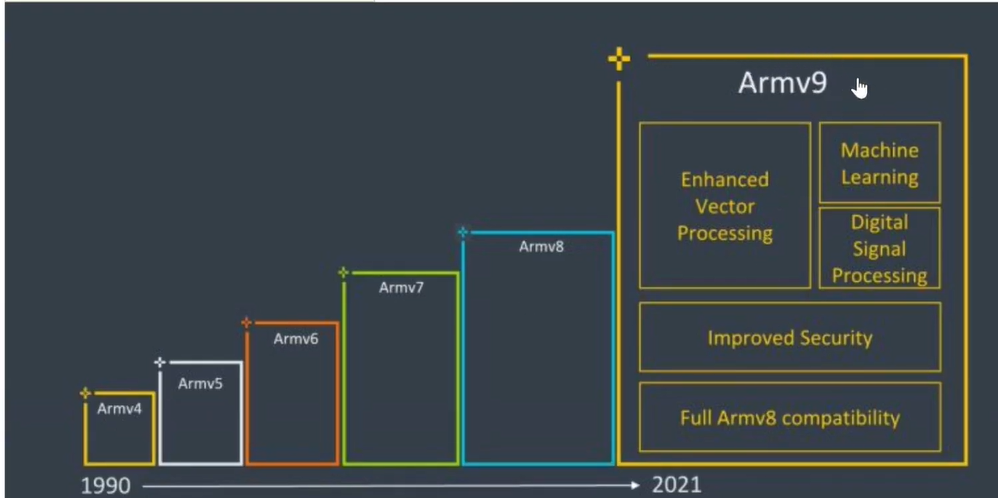 Armv9
Enhanced
Vector
Processing
Machine
Learning
Digital
Signal
Processing
Improved Security
Full Armv8 compatibility
Armv8
Armv7
Armv6
Armv5
Armv4
1990
2021